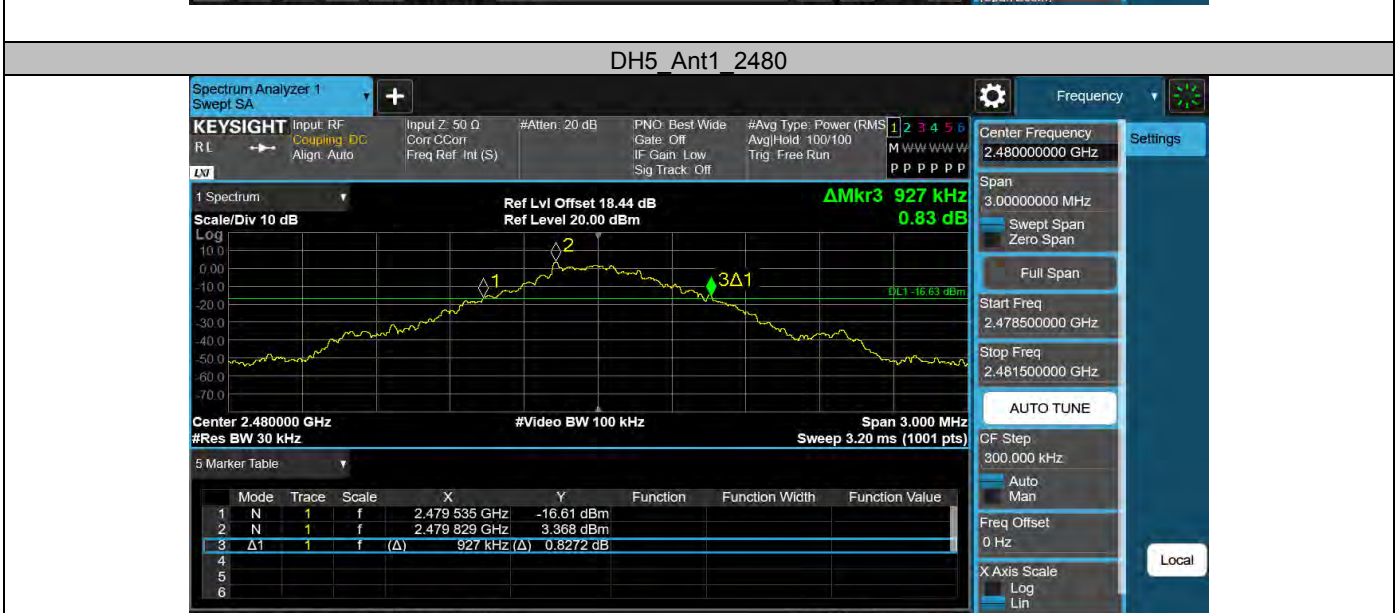 DH5_Ant1_2480
Spectrum Analyzer 1
Swept SA
+
Frequency
KEYSIGHT
RL
LXI
Input: RF
Coupling: DC
Align: Auto
Input Z: 50 Ω
Corr CCorr
Freq Ref: Int (S)
#Atten: 20 dB
PNO: Best Wide
Gate: Off
IF Gain: Low
Sig Track: Off
#Avg Type: Power (RMS
Avg|Hold: 100/100
Trig: Free Run
1 2 3 4 5 6
M W W W W W
P P P P P P
Center Frequency
2.480000000 GHz
Settings
1 Spectrum
Scale/Div 10 dB
Ref Lvl Offset 18.44 dB
Ref Level 20.00 dBm
ΔMkr3 927 kHz
0.83 dB
Span
3.00000000 MHz
Swept Span
Zero Span
Full Span
Start Freq
2.478500000 GHz
Stop Freq
2.481500000 GHz
AUTO TUNE
Log
10.0
0.00
-10.0
-20.0
-30.0
-40.0
-50.0
-60.0
-70.0
1
2
3Δ1
DL1 -16.63 dBm
Center 2.480000 GHz
#Video BW 100 kHz
Span 3.000 MHz
#Res BW 30 kHz
Sweep 3.20 ms (1001 pts)
CF Step
300.000 kHz
Auto
Man
Freq Offset
0 Hz
X Axis Scale
Log
Lin
Local
5 Marker Table
Mode Trace Scale X Y Function Function Width Function Value
1 N 1 f 2.479 535 GHz -16.61 dBm
2 N 1 f 2.479 829 GHz 3.368 dBm
3 Δ1 1 f (Δ) 927 kHz (Δ) 0.8272 dB
4
5
6